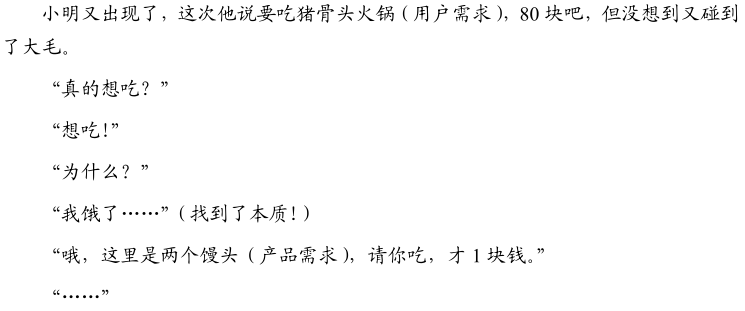 小明又出现了，这次他说要吃猪骨头火锅（用户需求），80 块吧，但没想到又碰到
了大毛。
“真的想吃？”
“想吃！”
“为什么？”
“我饿了……”（找到了本质！）
“哦，这里是两个馒头（产品需求），请你吃，才 1 块钱。”
“……”